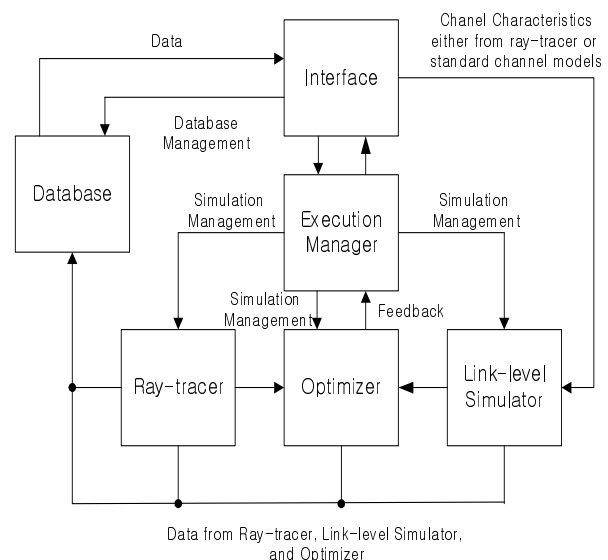 Chanel Characteristics
either from ray-tracer or
standard channel models
Data
Interface
Database
Management
Database
Simulation
Management
Execution
Manager
Simulation
Management
Simulation
Management
Feedback
Ray-tracer
Optimizer
Link-level
Simulator
Data from Ray-tracer, Link-level Simulator,
and Optimizer